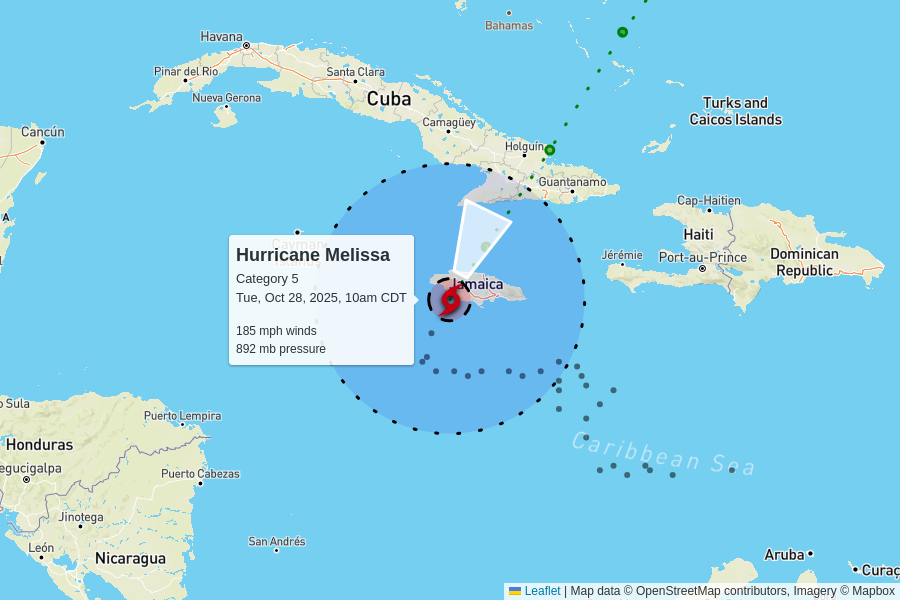 Bahamas
Havana
Pinar del Rio
Santa Clara
Nueva Gerona
Cuba
Turks and
Caicos Islands
Camagüey
Cancún
Holguín
Guantanamo
Cap-Haitien
Haiti
Jérémie
Port-au-Prince
Dominican
Republic
Cayman
Hurricane Melissa
Category 5
Tue, Oct 28, 2025, 10am CDT
185 mph winds
892 mb pressure
Jamaica
A
o Sula
Puerto Lempira
Honduras
egucigalpa
Puerto Cabezas
Caribbean Sea
Jinotega
León
Nicaragua
San Andrés
Aruba
Curaç
Leaflet | Map data © OpenStreetMap contributors, Imagery © Mapbox